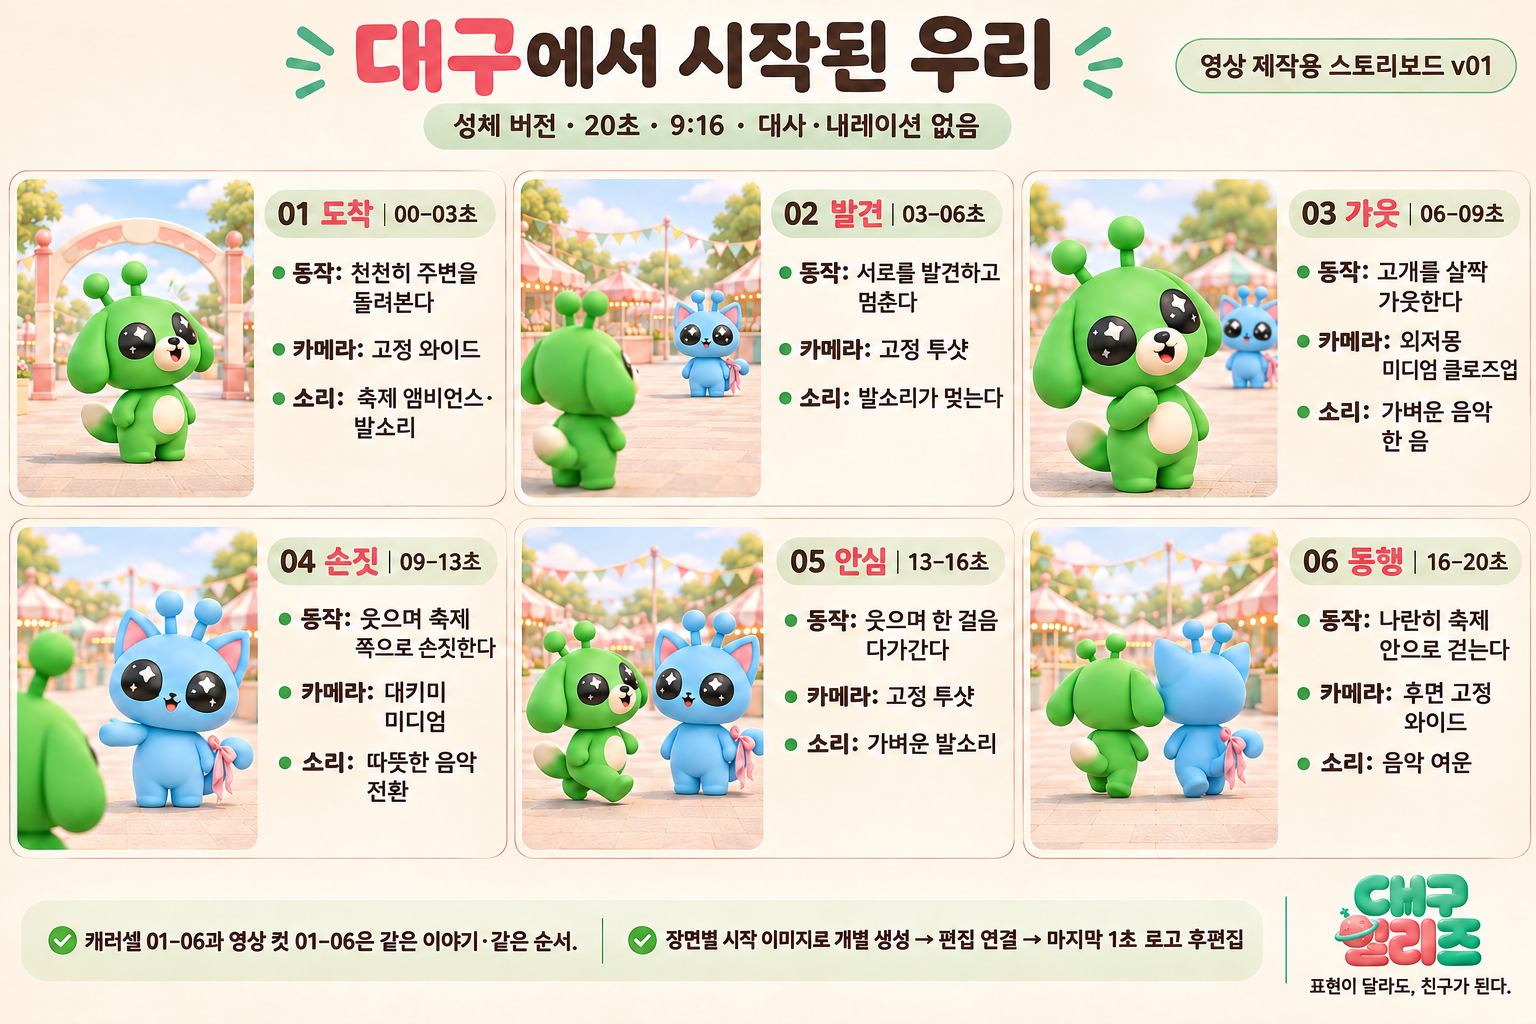 대구에서 시작된 우리
영상 제작용 스토리보드 v01
성체 버전 · 20초 · 9:16 · 대사·내레이션 없음
01 도착 | 00-03초
동작: 천천히 주변을
돌려본다
카메라: 고정 와이드
소리: 축제 앰비언스·
발소리
02 발견 | 03-06초
동작: 서로를 발견하고
멈춘다
카메라: 고정 투샷
소리: 발소리가 멎는다
03 갸웃 | 06-09초
동작: 고개를 살짝
갸웃한다
카메라: 외저몽
미디엄 클로즈업
소리: 가벼운 음악
한 음
04 손짓 | 09-13초
동작: 웃으며 축제
쪽으로 손짓한다
카메라: 대키미
미디엄
소리: 따뜻한 음악
전환
05 안심 | 13-16초
동작: 웃으며 한 걸음
다가간다
카메라: 고정 투샷
소리: 가벼운 발소리
06 동행 | 16-20초
동작: 나란히 축제
안으로 걷는다
카메라: 후면 고정
와이드
소리: 음악 여운
캐러셀 01-06과 영상 컷 01-06은 같은 이야기·같은 순서.
장면별 시작 이미지로 개별 생성 → 편집 연결 → 마지막 1초 로고 후편집
대구
일리즈
표현이 달라도, 친구가 된다.